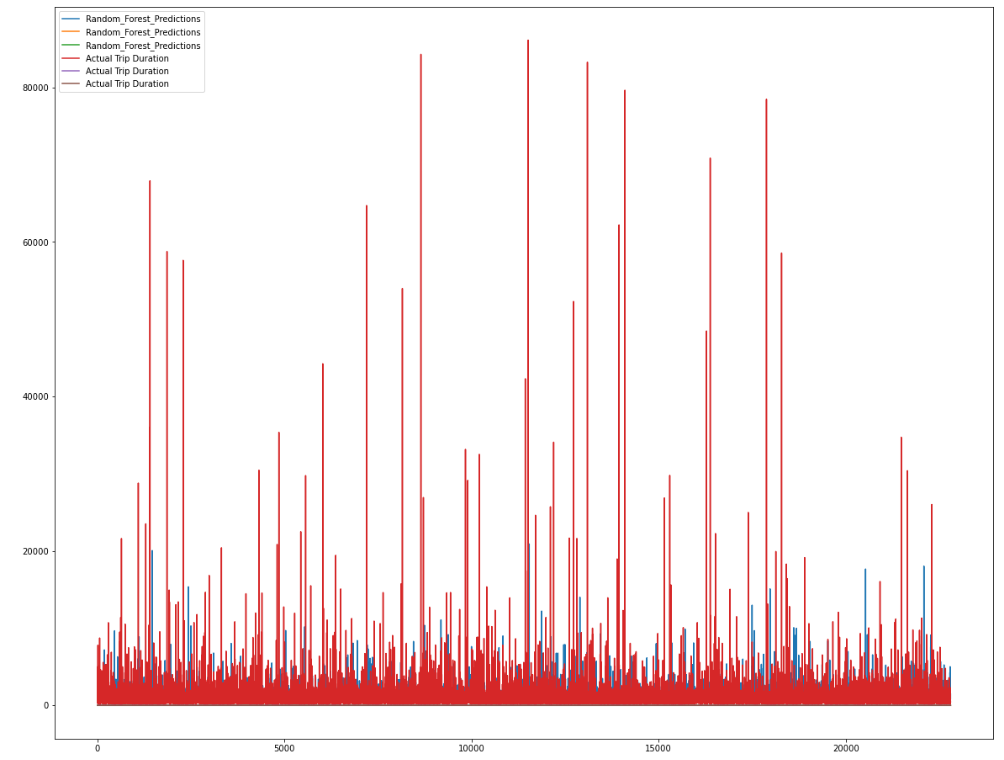 Random_Forest_Predictions
Random_Forest_Predictions
Random_Forest_Predictions
Actual Trip Duration
Actual Trip Duration
Actual Trip Duration
80000
60000
40000
20000
0
0 5000 10000 15000 20000